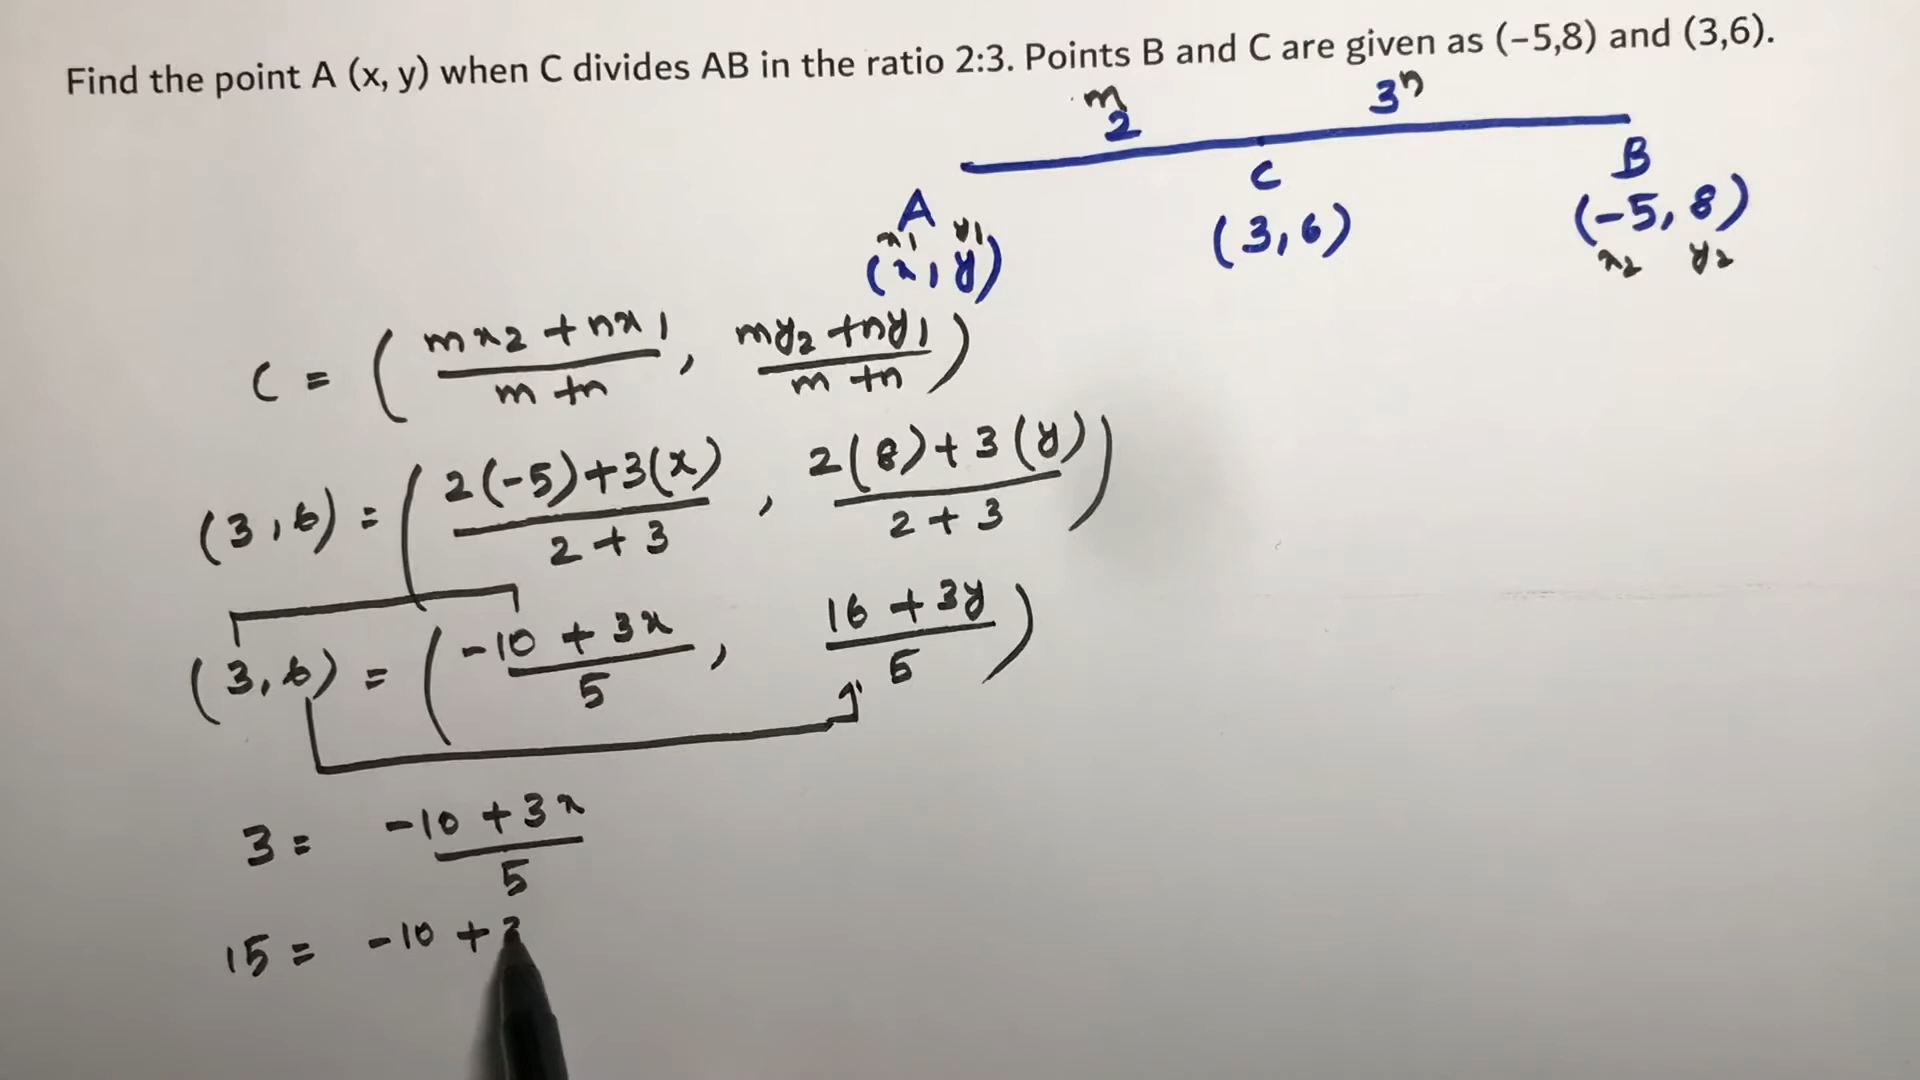 Find the point A (x, y) when C divides AB in the ratio 2:3. Points B and C are given as (−5,8) and (3,6).
m 3 n
2
C B
A (3,6) (-5, 8)
x1 y1 x2 y2
(x, y)
C = ( mx2 + nx1 / m + n , my2 + ny1 / m + n )
(3,6) = ( 2(-5)+3(x) / 2 + 3 , 2(8)+3(y) / 2 + 3 )
(3,6) = ( -10 + 3x / 5 , 16 + 3y / 5 )
3 = -10 + 3x / 5
15 = -10 + 3